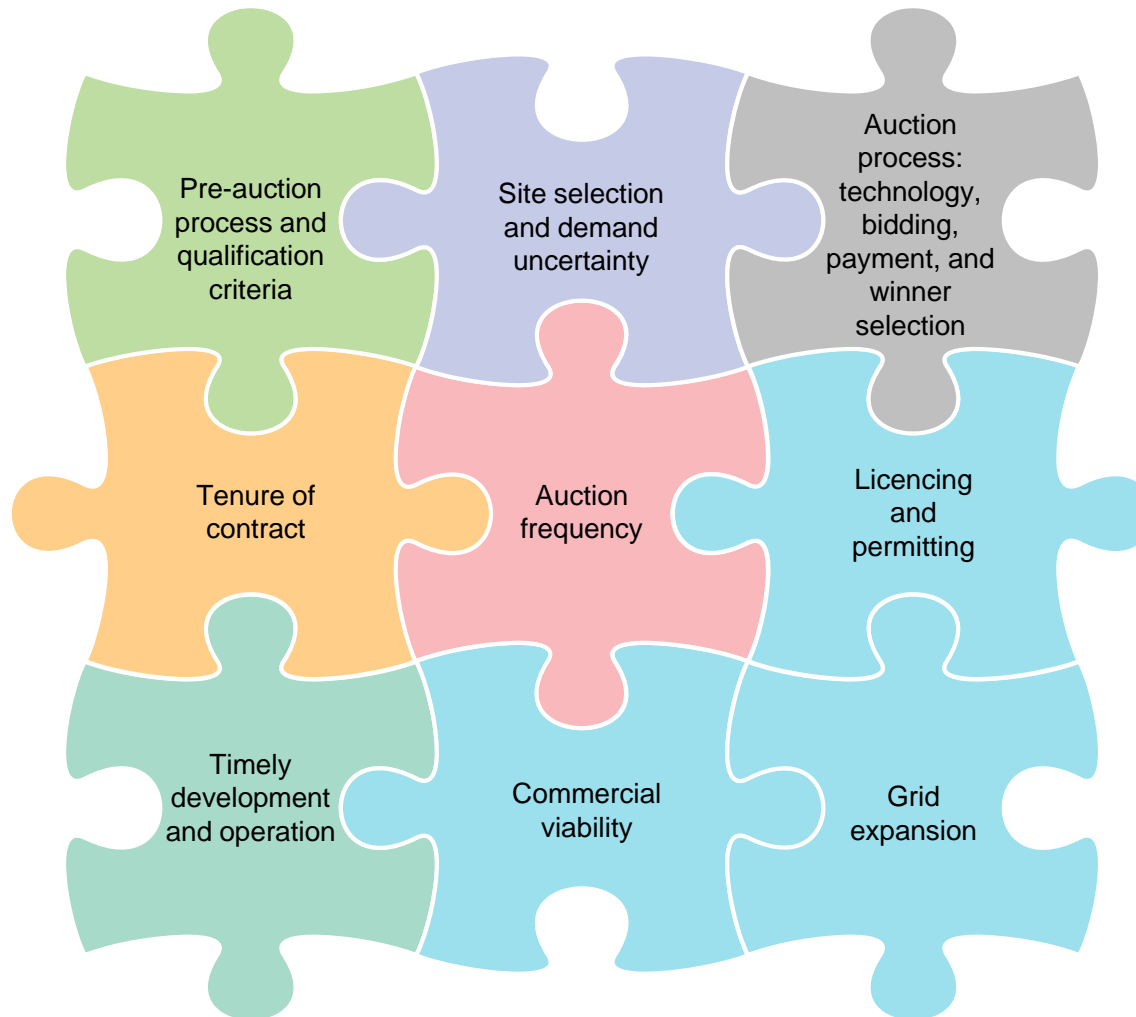 Pre-auction
process and
qualification
criteria
Site selection
and demand
uncertainty
Auction
process:
technology,
bidding,
payment, and
winner
selection
Tenure of
contract
Auction
frequency
Licencing
and
permitting
Timely
development
and operation
Commercial
viability
Grid
expansion